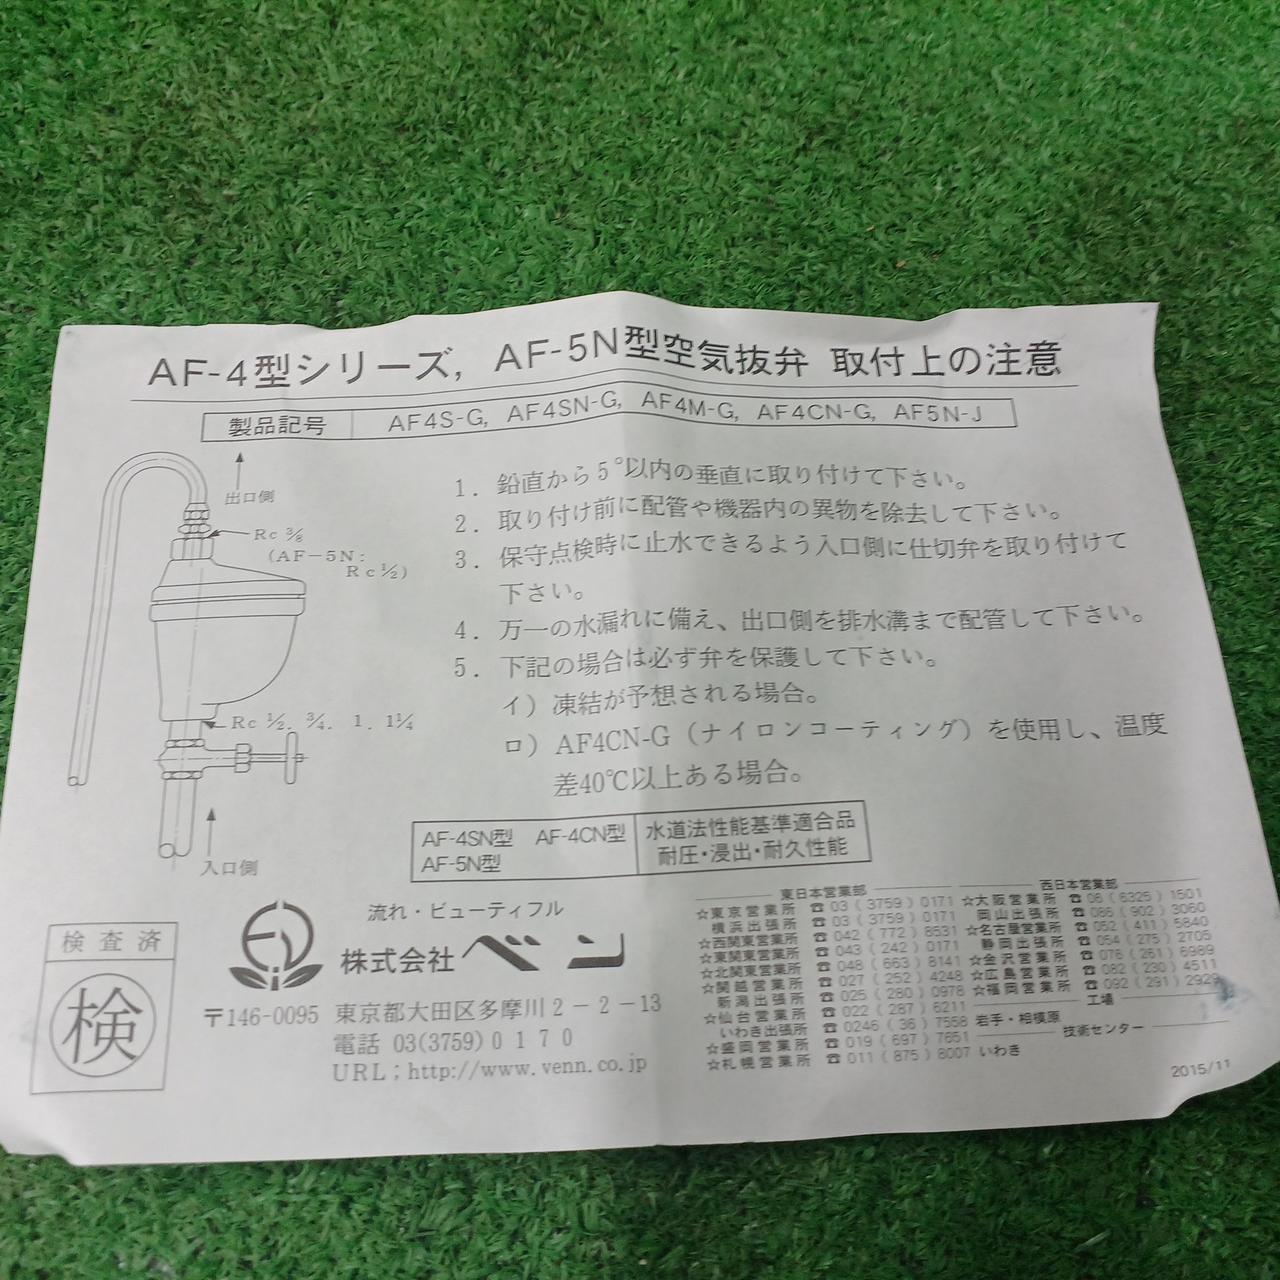 AF-4型シリーズ, AF-5N型空気抜弁 取付上の注意
製品記号 AF4S-G, AF4SN-G, AF4M-G, AF4CN-G, AF5N-J
出口側
Rc ⅜
(AF-5N:
Rc½)
Rc ½. ¾. 1. 1¼
入口側
1. 鉛直から5°以内の垂直に取り付けて下さい。
2. 取り付け前に配管や機器内の異物を除去して下さい。
3. 保守点検時に止水できるよう入口側に仕切弁を取り付けて
下さい。
4. 万一の水漏れに備え、出口側を排水溝まで配管して下さい。
5. 下記の場合は必ず弁を保護して下さい。
イ) 凍結が予想される場合。
ロ) AF4CN-G (ナイロンコーティング) を使用し、温度
差40℃以上ある場合。
AF-4SN型 AF-4CN型
AF-5N型
水道法性能基準適合品
耐圧・浸出・耐久性能
検査済
検
流れ・ビューティフル
株式会社 ベン
〒146-0095 東京都大田区多摩川2-2-13
電話 03(3759)0170
URL;http://www.venn.co.jp
東日本営業部
☆東京営業所 ☎ 03(3759)0171
横浜出張所 ☎ 03(3759)0171
☆西関東営業所 ☎ 042(772)8531
☆東関東営業所 ☎ 043(242)0171
☆北関東営業所 ☎ 048(663)8141
☆関越営業所 ☎ 027(252)4248
新潟出張所 ☎ 025(280)0978
☆仙台営業所 ☎ 022(287)6211
いわき出張所 ☎ 0246(36)7558
☆盛岡営業所 ☎ 019(697)7651
☆札幌営業所 ☎ 011(875)8007
西日本営業部
☆大阪営業所 ☎ 06(6325)1501
岡山出張所 ☎ 086(902)3060
☆名古屋営業所 ☎ 052(411)5840
静岡出張所 ☎ 054(275)2705
☆金沢営業所 ☎ 076(261)6989
☆広島営業所 ☎ 082(230)4511
☆福岡営業所 ☎ 092(291)2929
工場
岩手・相模原
技術センター
いわき
2015/11